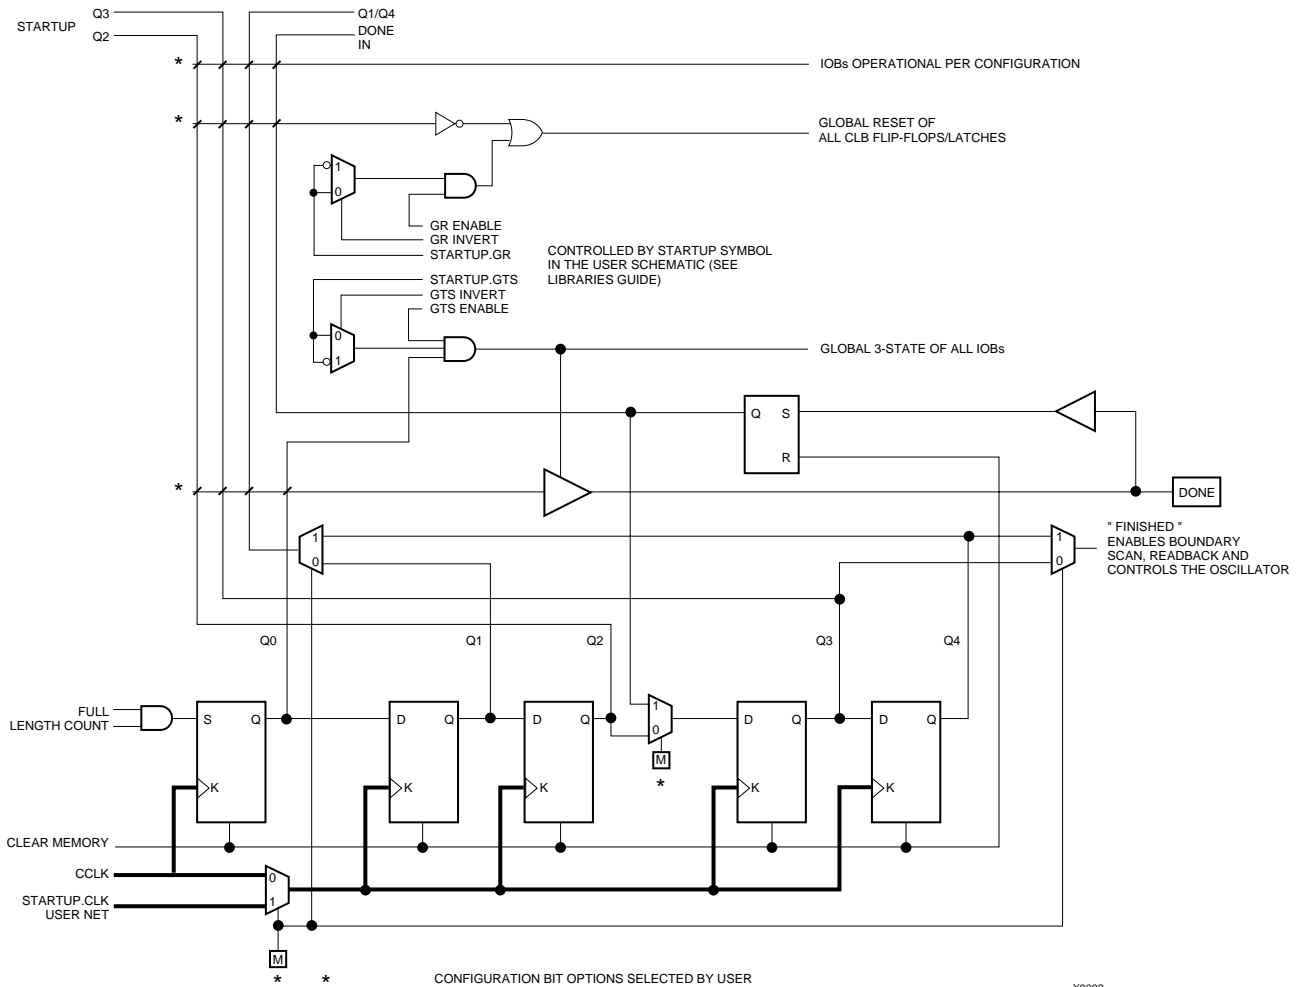 STARTUP
Q3
Q2
Q1/Q4
DONE
IN
*
IOBs OPERATIONAL PER CONFIGURATION
*
GLOBAL RESET OF
ALL CLB FLIP-FLOPS/LATCHES
1
0
GR ENABLE
GR INVERT
STARTUP.GR
CONTROLLED BY STARTUP SYMBOL
IN THE USER SCHEMATIC (SEE
LIBRARIES GUIDE)
STARTUP.GTS
GTS INVERT
GTS ENABLE
0
1
GLOBAL 3-STATE OF ALL IOBs
Q S
R
*
DONE
1
0
1
0
" FINISHED "
ENABLES BOUNDARY
SCAN, READBACK AND
CONTROLS THE OSCILLATOR
Q0
Q1
Q2
Q3
Q4
FULL
LENGTH COUNT
S Q
K
D Q
K
D Q
K
1
0
M
*
D Q
K
D Q
K
CLEAR MEMORY
CCLK
STARTUP.CLK
USER NET
0
1
M
* *
CONFIGURATION BIT OPTIONS SELECTED BY USER